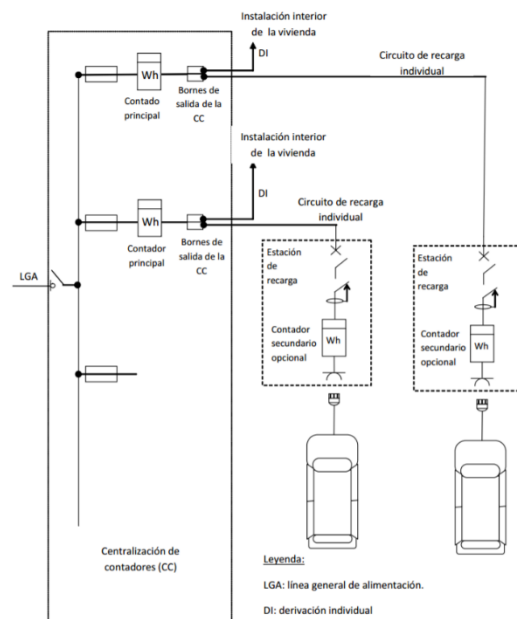 Instalación interior
de la vivienda
DI
Circuito de recarga
individual
Wh
Contado
principal
Bornes de
salida de la
CC
Instalación interior
de la vivienda
DI
Circuito de recarga
individual
Wh
Contador
principal
Bornes de
salida de la
CC
LGA
Estación
de
recarga
Contador
secundario
opcional
Wh
Estación
de
recarga
Contador
secundario
opcional
Wh
Centralización de
contadores (CC)
Leyenda:
LGA: línea general de alimentación.
DI: derivación individual